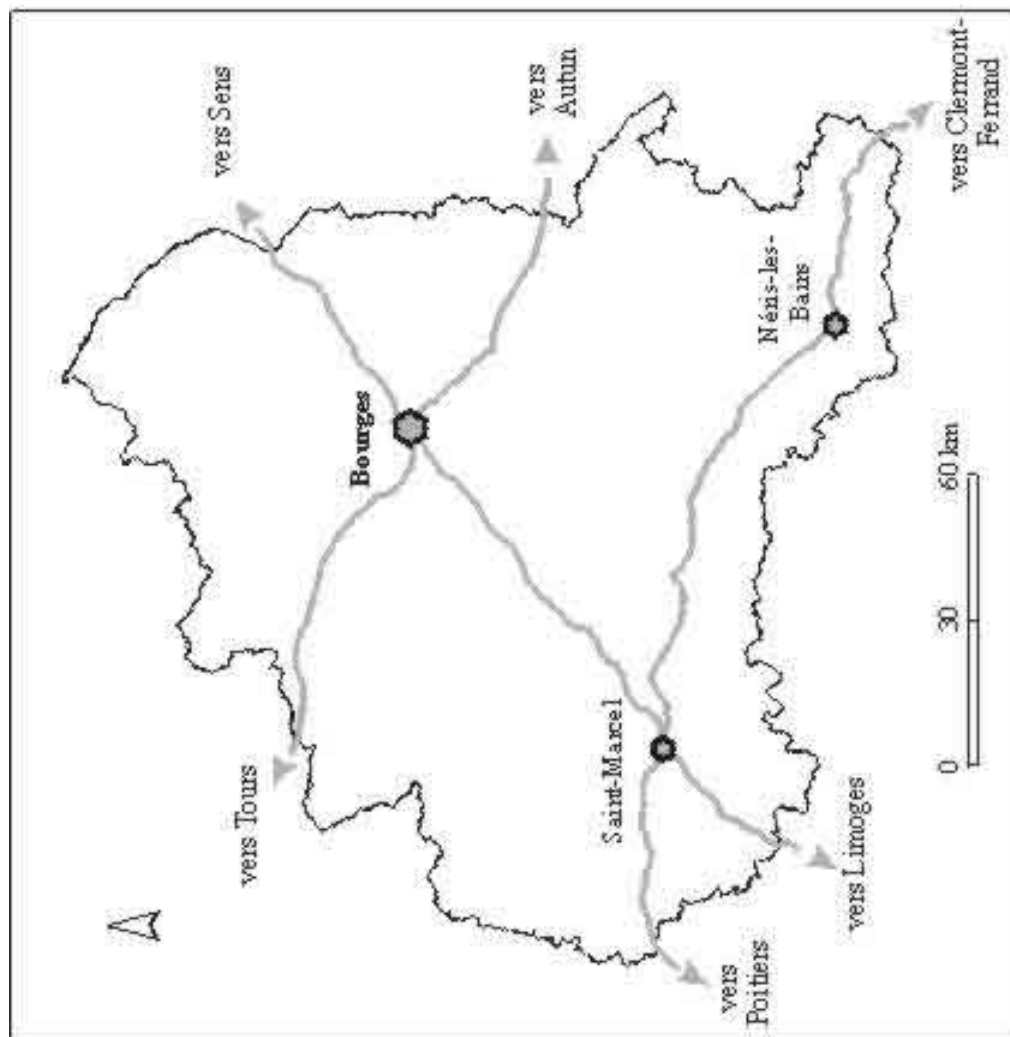 vers Sens
vers
Autun
vers Clermont-
Ferrand
Bourges
Néris-les-
Bains
vers Tours
Saint-Marcel
vers
Poitiers
vers Limoges
0
30
60 km